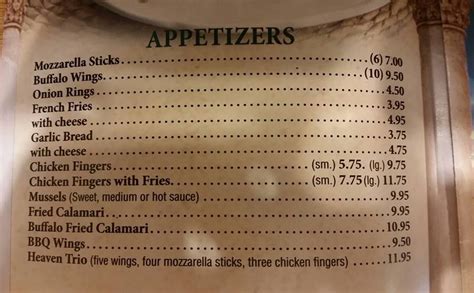 APPETIZERS
Mozzarella Sticks (6) 7.00
Buffalo Wings (10) 9.50
Onion Rings 4.50
French Fries 3.95
with cheese 4.95
Garlic Bread 3.75
with cheese 4.75
Chicken Fingers (sm.) 5.75. (lg.) 9.75
Chicken Fingers with Fries (sm.) 7.75 (lg.) 11.75
Mussels (Sweet, medium or hot sauce) 9.95
Fried Calamari 9.95
Buffalo Fried Calamari 10.95
BBQ Wings 9.50
Heaven Trio (five wings, four mozzarella sticks, three chicken fingers) 11.95